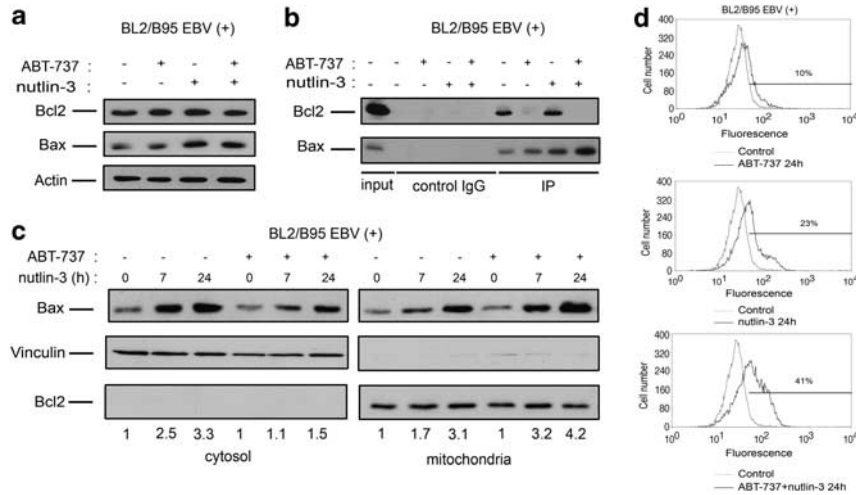 a
BL2/B95 EBV (+)
ABT-737 : - + - +
nutlin-3 : - - + +
Bcl2
Bax
Actin
b
BL2/B95 EBV (+)
ABT-737 : - - + - + - + - +
nutlin-3 : - - - + + - - + +
Bcl2
Bax
input control IgG IP
c
BL2/B95 EBV (+)
ABT-737 : - - - + + + - - - + + +
nutlin-3 (h) : 0 7 24 0 7 24 0 7 24 0 7 24
Bax
Vinculin
Bcl2
1 2.5 3.3 1 1.1 1.5 1 1.7 3.1 1 3.2 4.2
cytosol mitochondria
d
BL2/B95 EBV (+)
400
320
240
160
80
0
Cell number
10%
10⁰ 10¹ 10² 10³ 10⁴
Fluorescence
Control
ABT-737 24h
400
320
240
160
80
0
Cell number
23%
10⁰ 10¹ 10² 10³ 10⁴
Fluorescence
Control
nutlin-3 24h
400
320
240
160
80
0
Cell number
41%
10⁰ 10¹ 10² 10³ 10⁴
Fluorescence
Control
ABT-737+nutlin-3 24h